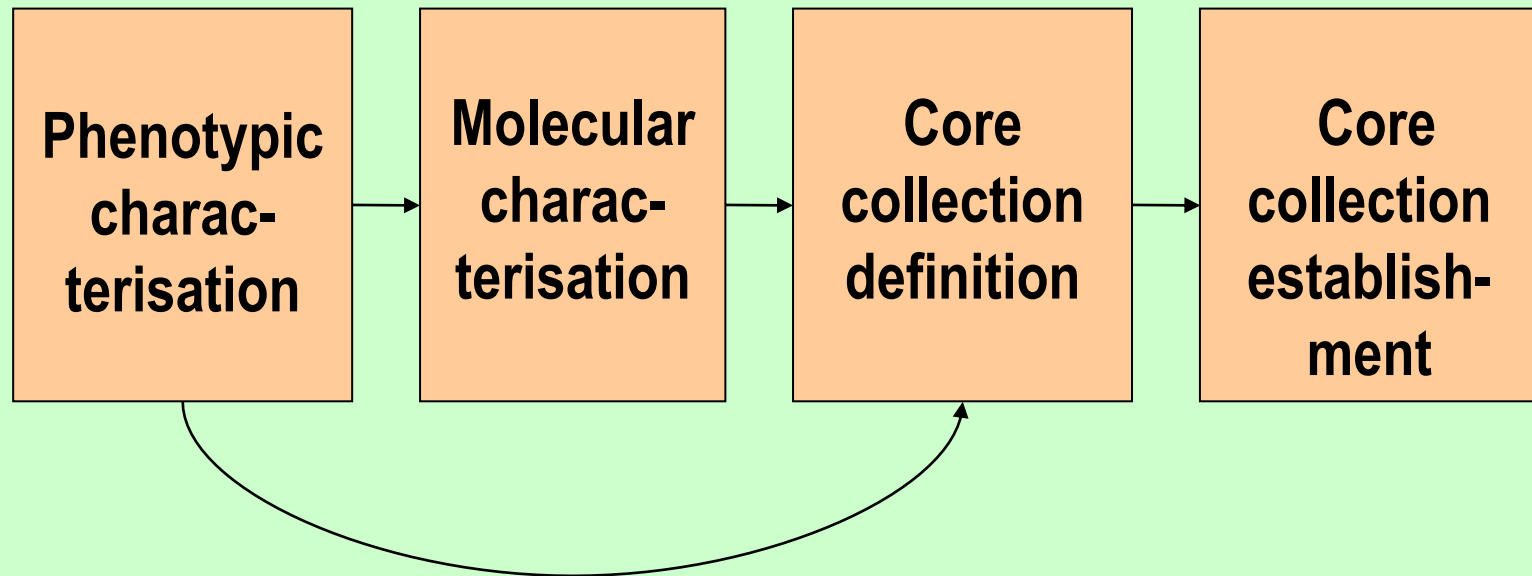 Phenotypic
charac-
terisation
Molecular
charac-
terisation
Core
collection
definition
Core
collection
establish-
ment